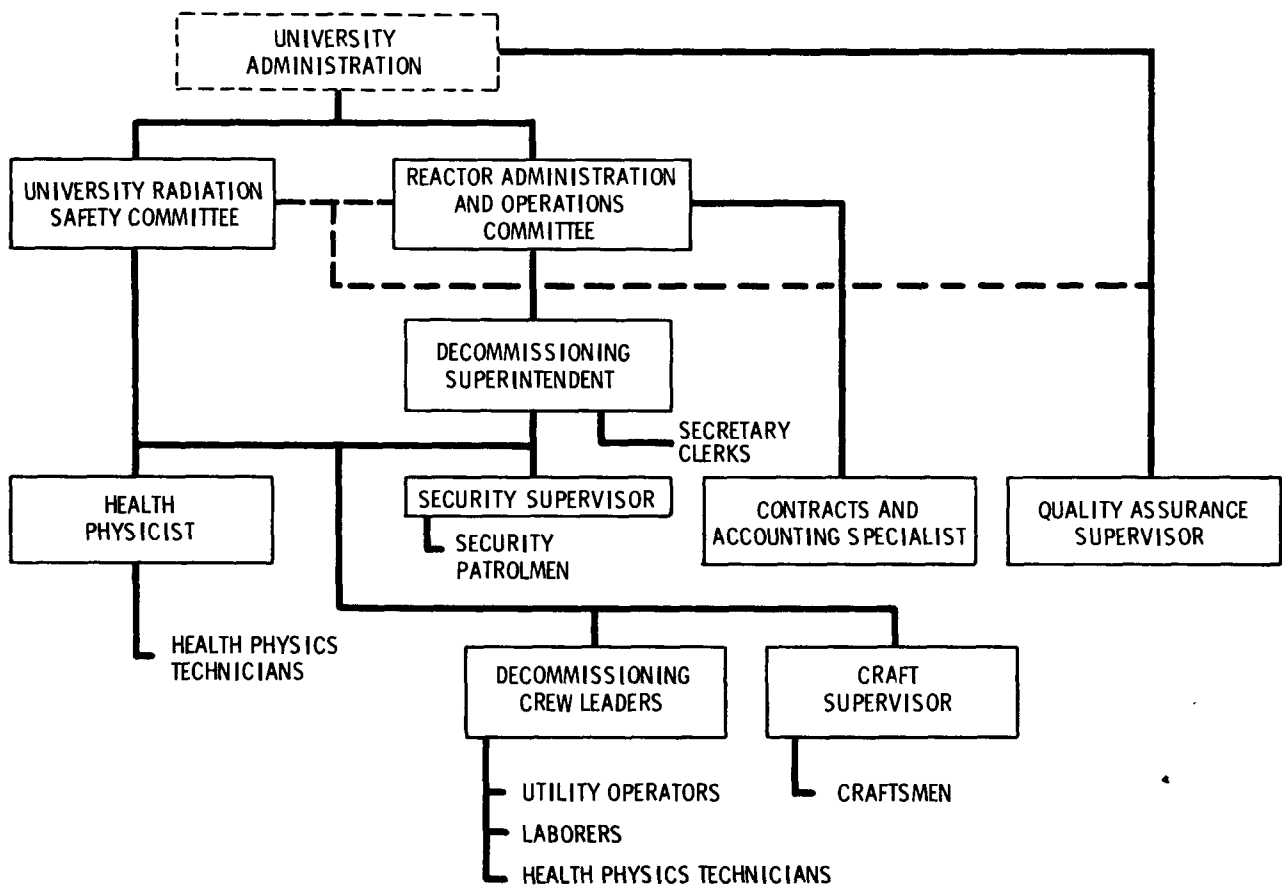 UNIVERSITY
ADMINISTRATION
UNIVERSITY RADIATION
SAFETY COMMITTEE
REACTOR ADMINISTRATION
AND OPERATIONS
COMMITTEE
DECOMMISSIONING
SUPERINTENDENT
SECRETARY
CLERKS
HEALTH
PHYSICIST
SECURITY SUPERVISOR
SECURITY
PATROLMEN
CONTRACTS AND
ACCOUNTING SPECIALIST
QUALITY ASSURANCE
SUPERVISOR
HEALTH PHYSICS
TECHNICIANS
DECOMMISSIONING
CREW LEADERS
CRAFT
SUPERVISOR
UTILITY OPERATORS
LABORERS
HEALTH PHYSICS TECHNICIANS
CRAFTSMEN